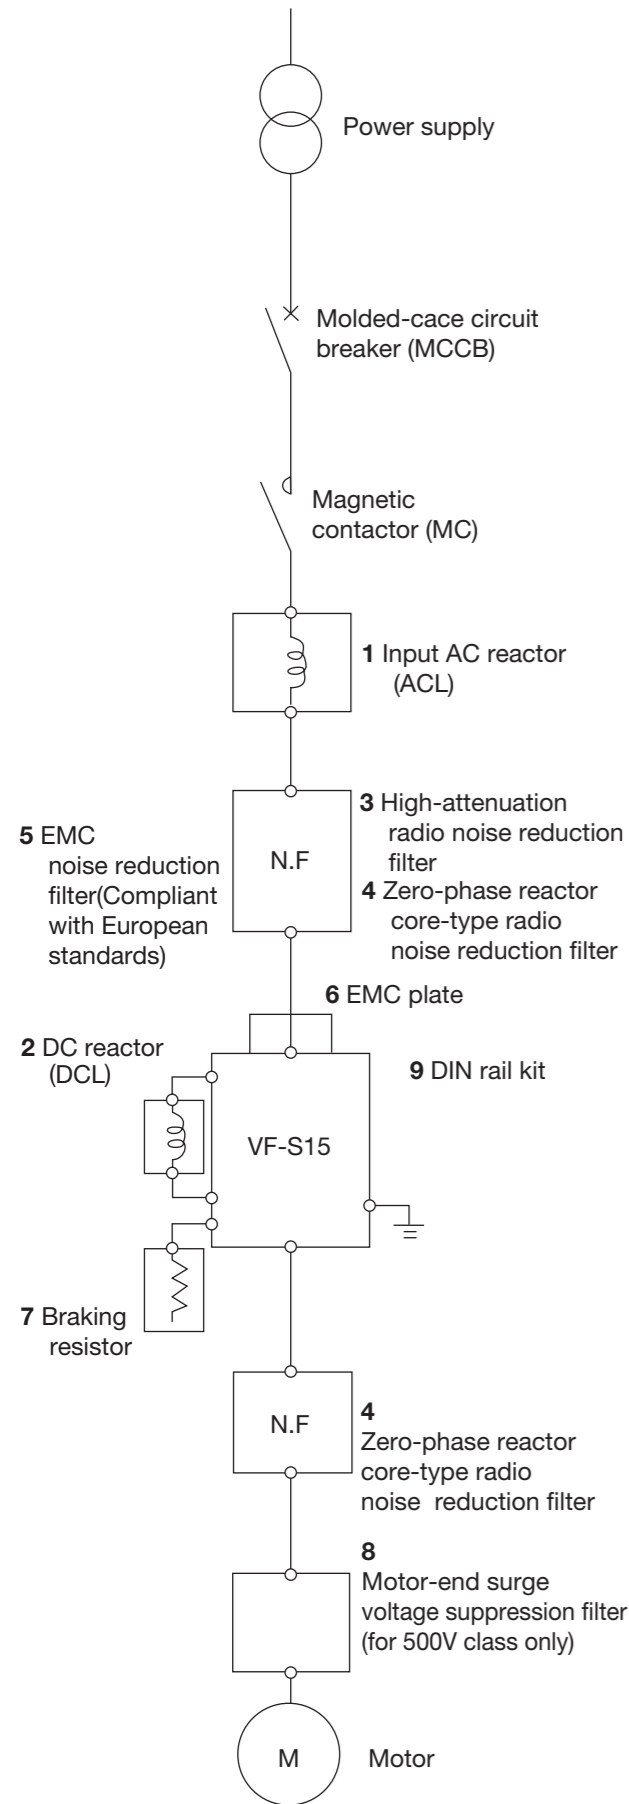 Power supply
Molded-cace circuit
breaker (MCCB)
Magnetic
contactor (MC)
1 Input AC reactor
(ACL)
3 High-attenuation
radio noise reduction
filter
4 Zero-phase reactor
core-type radio
noise reduction filter
N.F
5 EMC
noise reduction
filter(Compliant
with European
standards)
6 EMC plate
2 DC reactor
(DCL)
9 DIN rail kit
VF-S15
7 Braking
resistor
N.F
4
Zero-phase reactor
core-type radio
noise reduction filter
8
Motor-end surge
voltage suppression filter
(for 500V class only)
M
Motor